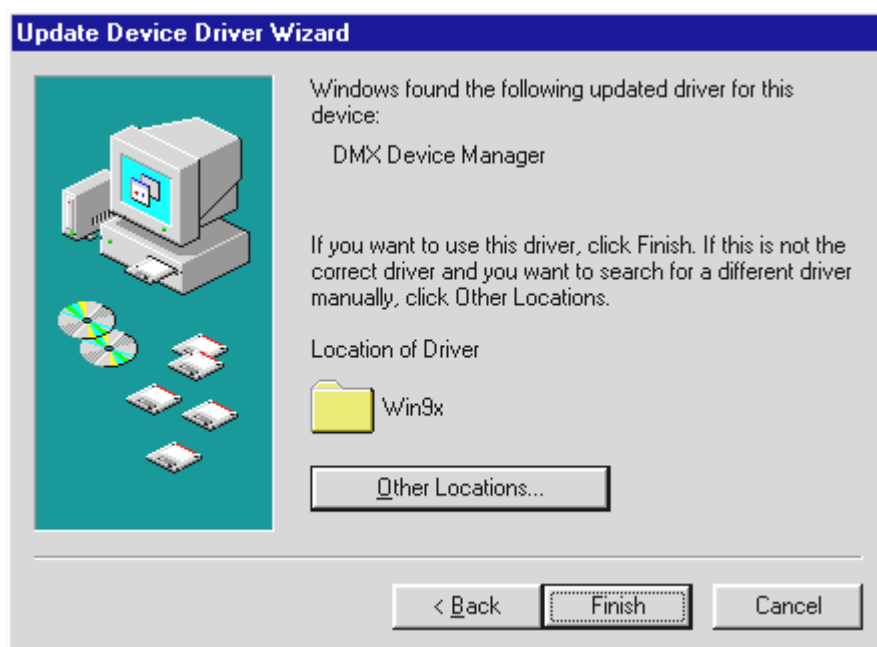 Update Device Driver Wizard
Windows found the following updated driver for this
device:
DMX Device Manager
If you want to use this driver, click Finish. If this is not the
correct driver and you want to search for a different driver
manually, click Other Locations.
Location of Driver
Win9x
Other Locations...
< Back Finish Cancel